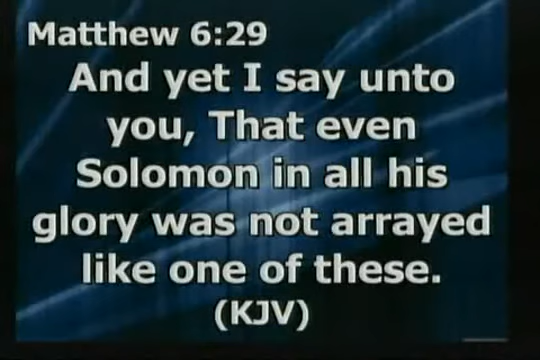 Matthew 6:29
And yet I say unto
you, That even
Solomon in all his
glory was not arrayed
like one of these.
(KJV)